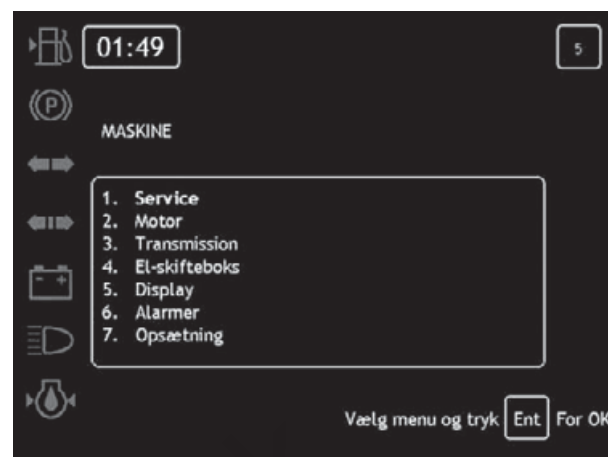 01:49
5
(P)
MASKINE
1. Service
2. Motor
3. Transmission
4. El-skifteboks
5. Display
6. Alarmer
7. Opsætning
Vælg menu og tryk Ent For OK